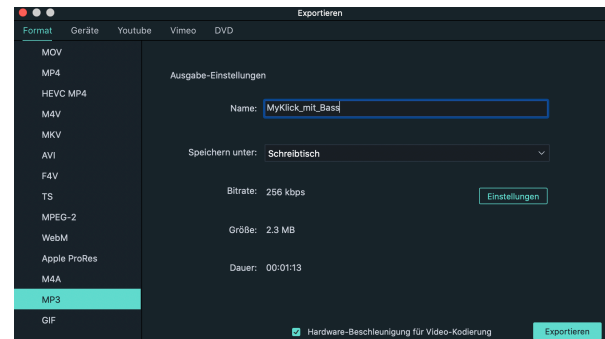 Exportieren
Format Geräte Youtube Vimeo DVD
MOV
MP4
HEVC MP4
M4V
MKV
AVI
F4V
TS
MPEG-2
WebM
Apple ProRes
M4A
MP3
GIF
Ausgabe-Einstellungen
Name: MyKlick_mit_Bass
Speichern unter: Schreibtisch
Bitrate: 256 kbps Einstellungen
Größe: 2.3 MB
Dauer: 00:01:13
Hardware-Beschleunigung für Video-Kodierung Exportieren